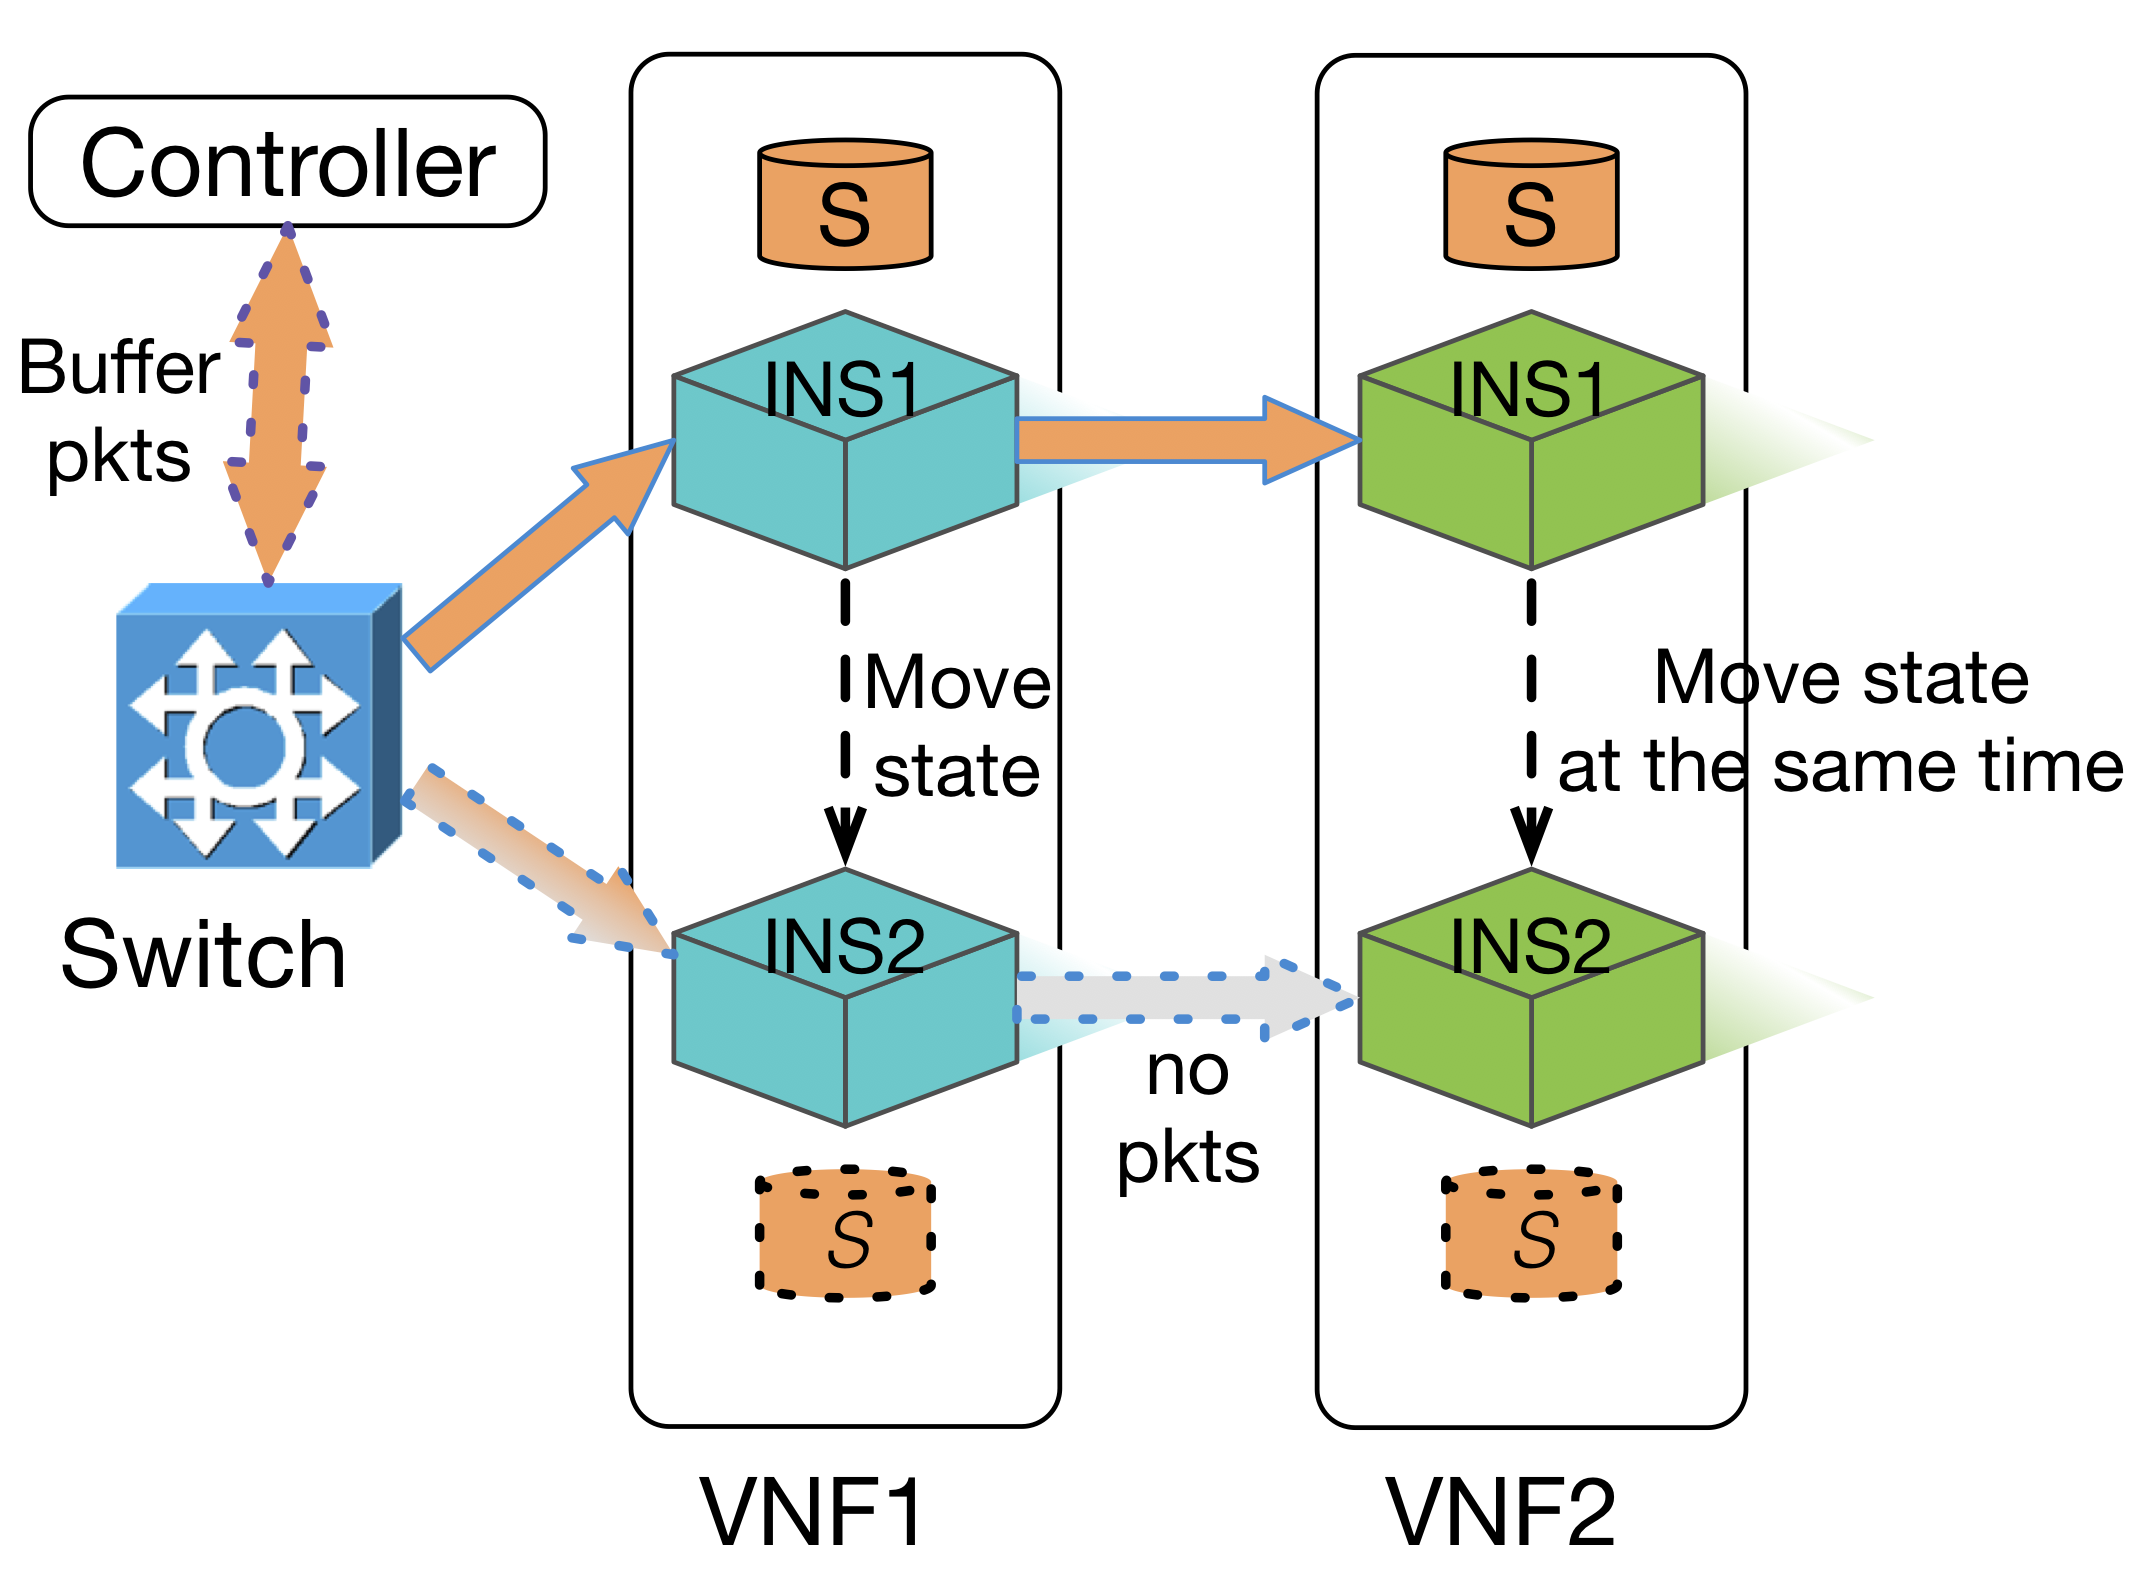 Controller
Buffer
pkts
Switch
S
INS1
Move
state
INS2
S
VNF1
no
pkts
S
INS1
Move state
at the same time
INS2
S
VNF2